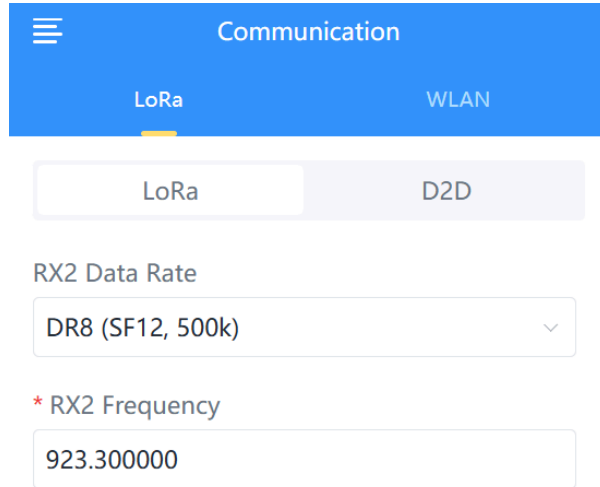 Communication
LoRa WLAN
LoRa D2D
RX2 Data Rate
DR8 (SF12, 500k)
* RX2 Frequency
923.300000